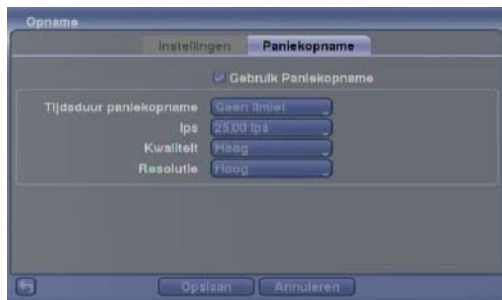 Opname
Instellingen Paniekopname
Gebruik Paniekopname
Tijdsduur paniekopname Geen limiet
Ips 25.00 ips
Kwaliteit Hoog
Resolutie Hoog
Opslaan Annuleren